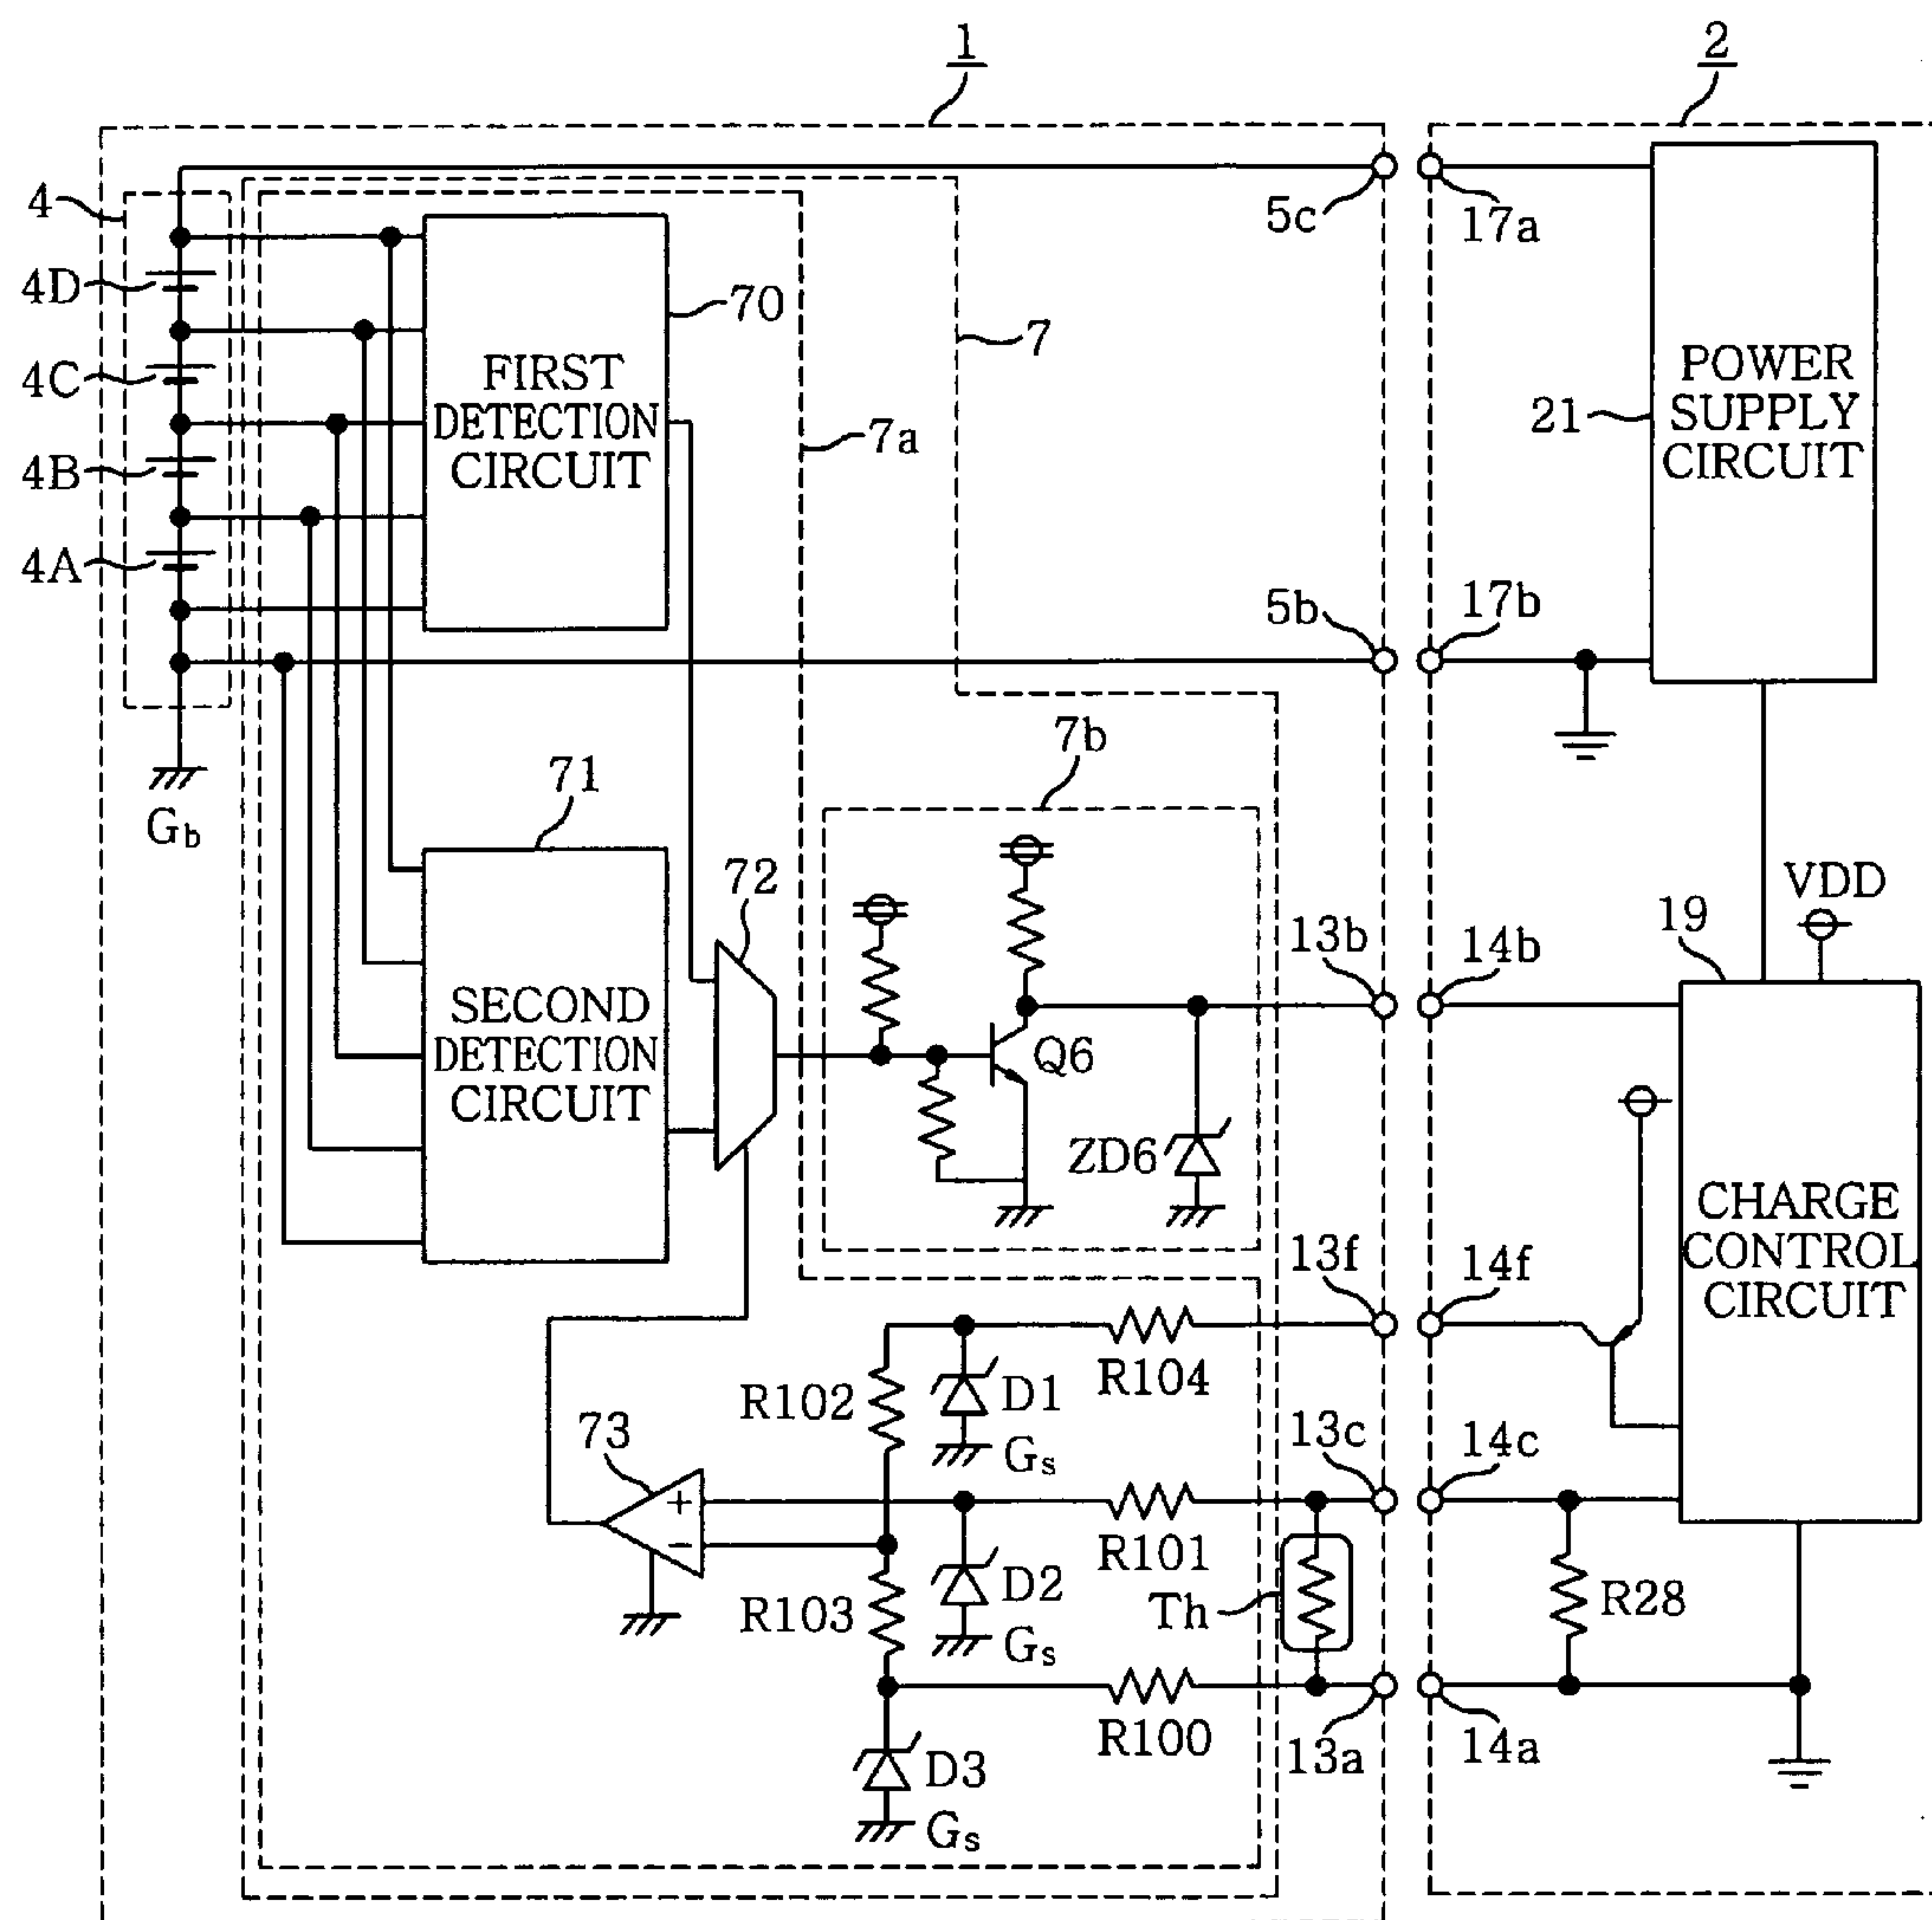 1
2
4
5c
17a
4D
70
7
FIRST
DETECTION
CIRCUIT
POWER
SUPPLY
CIRCUIT
4C
21
7a
4B
4A
5b
17b
7b
71
Gb
72
VDD
19
13b
14b
SECOND
DETECTION
CIRCUIT
Q6
ZD6
CHARGE
CONTROL
CIRCUIT
13f
14f
R102
D1
R104
Gs
73
13c
14c
+
−
R101
D2
R103
Th
R28
Gs
R100
13a
14a
D3
Gs